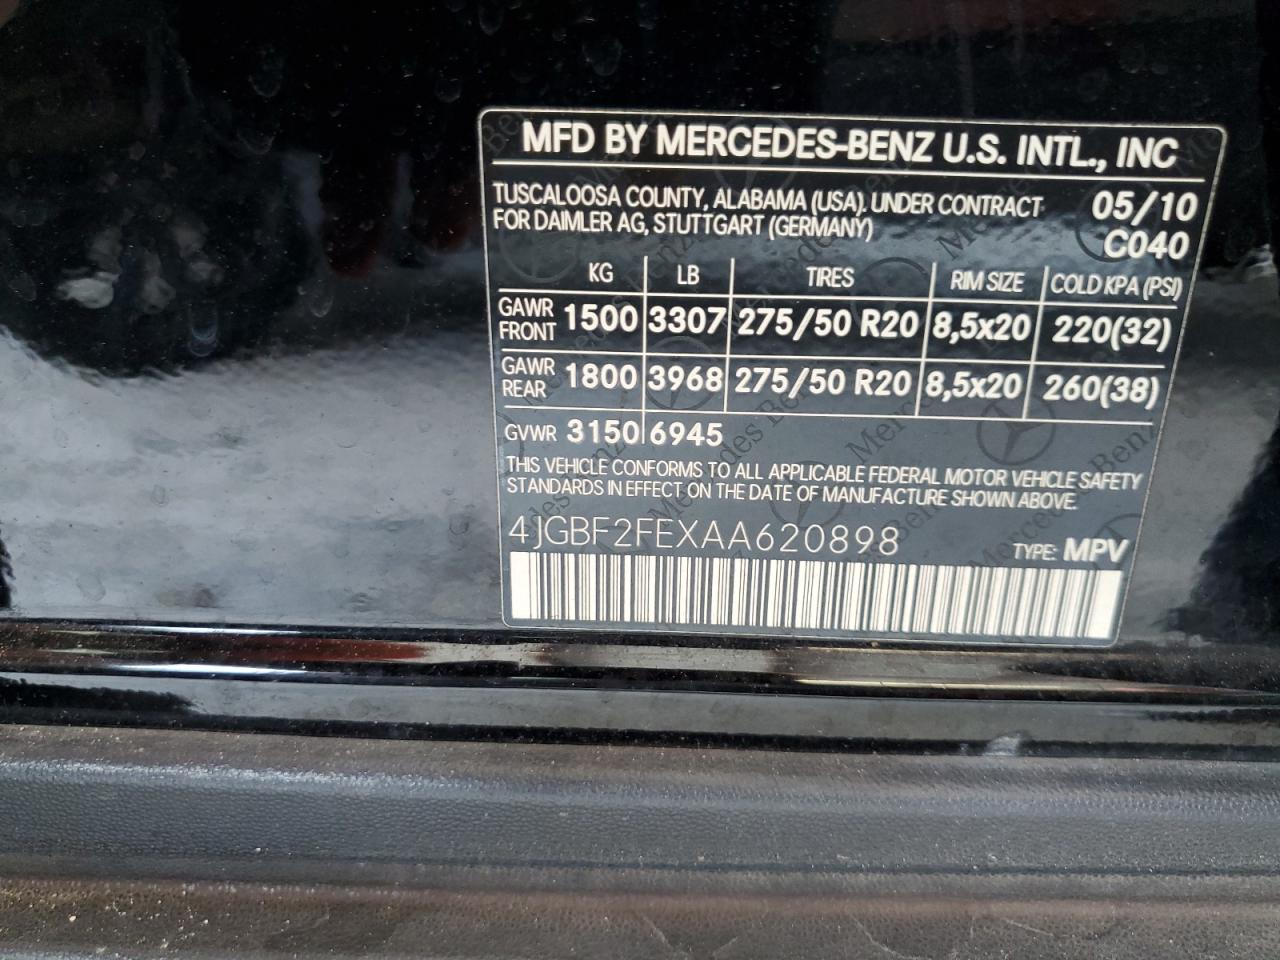 MFD BY MERCEDES-BENZ U.S. INTL., INC
TUSCALOOSA COUNTY, ALABAMA (USA). UNDER CONTRACT 05/10
FOR DAIMLER AG, STUTTGART (GERMANY) C040
KG LB TIRES RIM SIZE COLD KPA (PSI)
GAWR FRONT 1500 3307 275/50 R20 8,5x20 220(32)
GAWR REAR 1800 3968 275/50 R20 8,5x20 260(38)
GVWR 3150 6945
THIS VEHICLE CONFORMS TO ALL APPLICABLE FEDERAL MOTOR VEHICLE SAFETY
STANDARDS IN EFFECT ON THE DATE OF MANUFACTURE SHOWN ABOVE.
4JGBF2FEXAA620898 TYPE: MPV